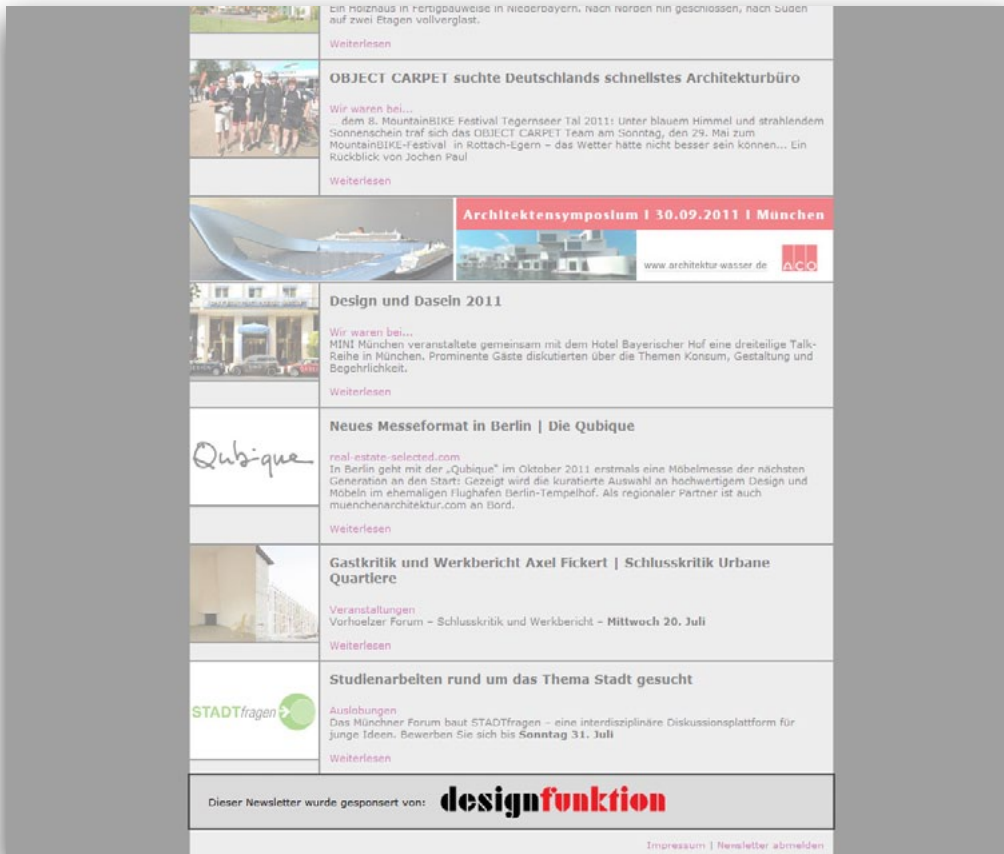 Ein Holzhaus in Fertigbauweise in Niederbayern. Nach Norden hin geschlossen, nach Süden
auf zwei Etagen vollverglast.
Weiterlesen
OBJECT CARPET suchte Deutschlands schnellstes Architekturbüro
Wir waren bei...
... dem 8. MountainBIKE Festival Tegernseer Tal 2011: Unter blauem Himmel und strahlendem
Sonnenschein traf sich das OBJECT CARPET Team am Sonntag, den 29. Mai zum
MountainBIKE-Festival in Rottach-Egern – das Wetter hätte nicht besser sein können... Ein
Rückblick von Jochen Paul
Weiterlesen
Architektensymposium I 30.09.2011 I München
www.architektur-wasser.de
ACO
Design und Dasein 2011
Wir waren bei...
MINI München veranstaltete gemeinsam mit dem Hotel Bayerischer Hof eine dreiteilige Talk-
Reihe in München. Prominente Gäste diskutierten über die Themen Konsum, Gestaltung und
Begehrlichkeit.
Weiterlesen
Qubique
Neues Messeformat in Berlin | Die Qubique
real-estate-selected.com
In Berlin geht mit der „Qubique" im Oktober 2011 erstmals eine Möbelmesse der nächsten
Generation an den Start: Gezeigt wird die kuratierte Auswahl an hochwertigem Design und
Möbeln im ehemaligen Flughafen Berlin-Tempelhof. Als regionaler Partner ist auch
muenchenarchitektur.com an Bord.
Weiterlesen
Gastkritik und Werkbericht Axel Fickert | Schlusskritik Urbane
Quartiere
Veranstaltungen
Vorhoelzer Forum – Schlusskritik und Werkbericht – Mittwoch 20. Juli
Weiterlesen
STADTfragen
Studienarbeiten rund um das Thema Stadt gesucht
Auslobungen
Das Münchner Forum baut STADTfragen – eine interdisziplinäre Diskussionsplattform für
junge Ideen. Bewerben Sie sich bis Sonntag 31. Juli
Weiterlesen
Dieser Newsletter wurde gesponsert von: designfunktion
Impressum | Newsletter abmelden